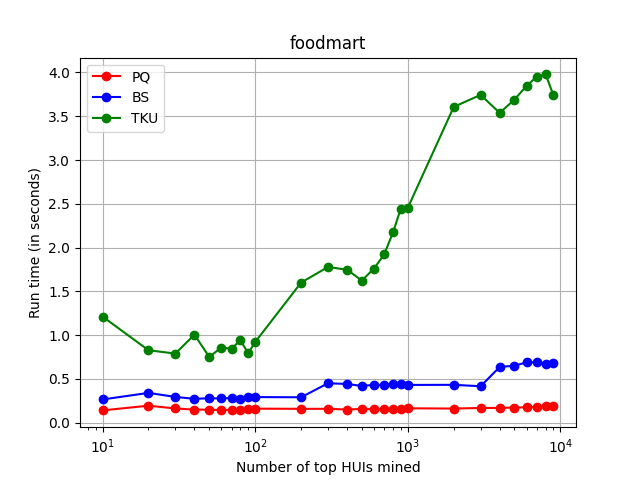 foodmart
PQ
BS
TKU
Run time (in seconds)
4.0
3.5
3.0
2.5
2.0
1.5
1.0
0.5
0.0
10¹ 10² 10³ 10⁴
Number of top HUIs mined